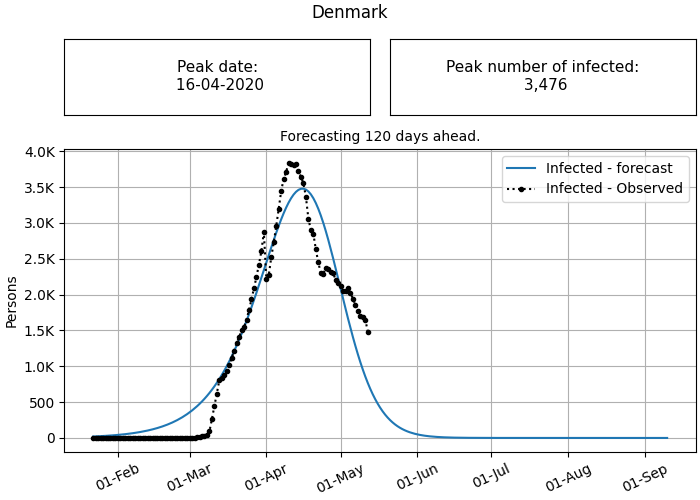 Denmark
Peak date:
16-04-2020
Peak number of infected:
3,476
Forecasting 120 days ahead.
4.0K
3.5K
3.0K
2.5K
2.0K
1.5K
1.0K
500
0
Persons
Infected - forecast
Infected - Observed
01-Feb
01-Mar
01-Apr
01-May
01-Jun
01-Jul
01-Aug
01-Sep